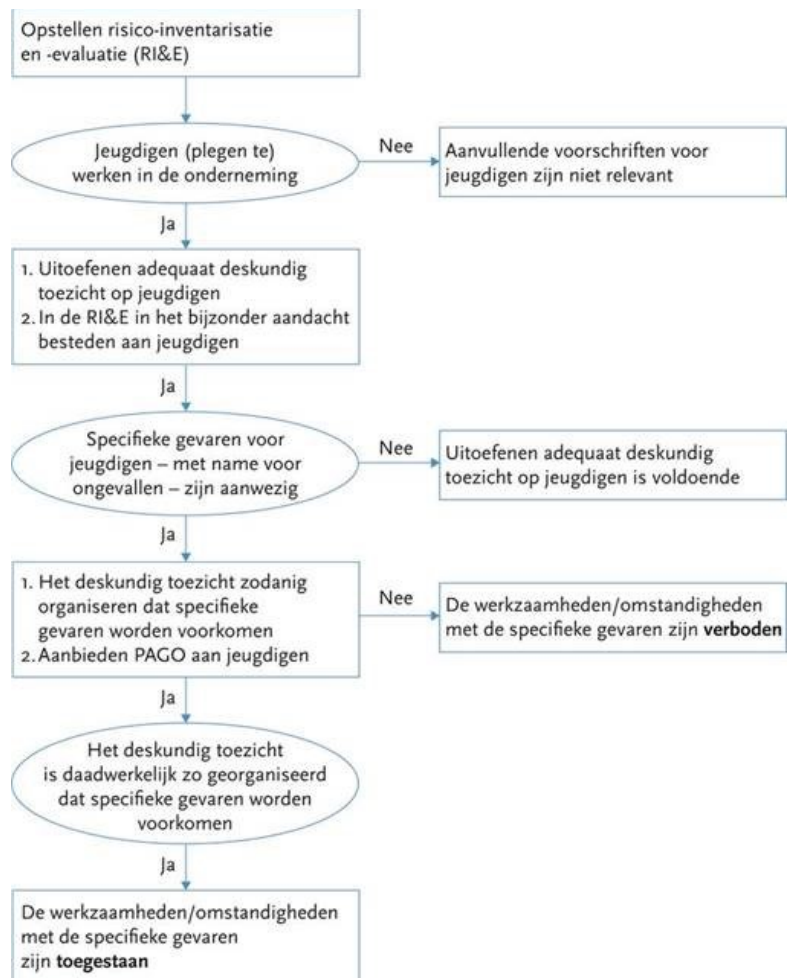 Opstellen risico-inventarisatie
en -evaluatie (RI&E)
Jeugdigen (plegen te)
werken in de onderneming
Nee
Aanvullende voorschriften voor
jeugdigen zijn niet relevant
Ja
1. Uitoefenen adequaat deskundig
toezicht op jeugdigen
2. In de RI&E in het bijzonder aandacht
besteden aan jeugdigen
Ja
Specifieke gevaren voor
jeugdigen – met name voor
ongevallen – zijn aanwezig
Nee
Uitoefenen adequaat deskundig
toezicht op jeugdigen is voldoende
Ja
1. Het deskundig toezicht zodanig
organiseren dat specifieke
gevaren worden voorkomen
2. Aanbieden PAGO aan jeugdigen
Nee
De werkzaamheden/omstandigheden
met de specifieke gevaren zijn verboden
Ja
Het deskundig toezicht
is daadwerkelijk zo georganiseerd
dat specifieke gevaren worden
voorkomen
Ja
De werkzaamheden/omstandigheden
met de specifieke gevaren
zijn toegestaan